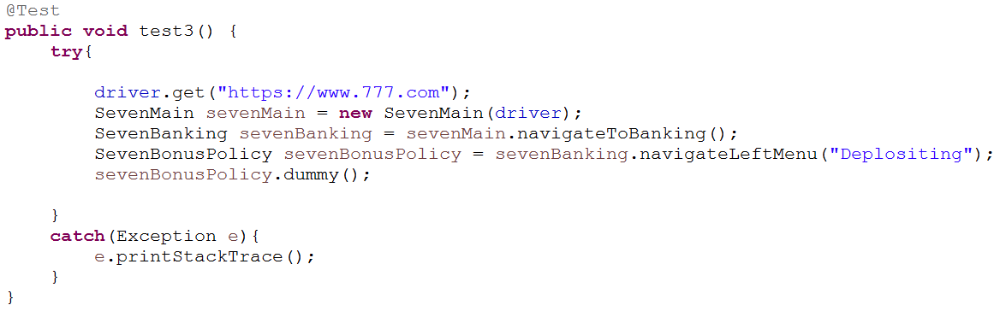 @Test
public void test3() {
try{
driver.get("https://www.777.com");
SevenMain sevenMain = new SevenMain(driver);
SevenBanking sevenBanking = sevenMain.navigateToBanking();
SevenBonusPolicy sevenBonusPolicy = sevenBanking.navigateLeftMenu("Deplositing");
sevenBonusPolicy.dummy();
}
catch(Exception e){
e.printStackTrace();
}
}